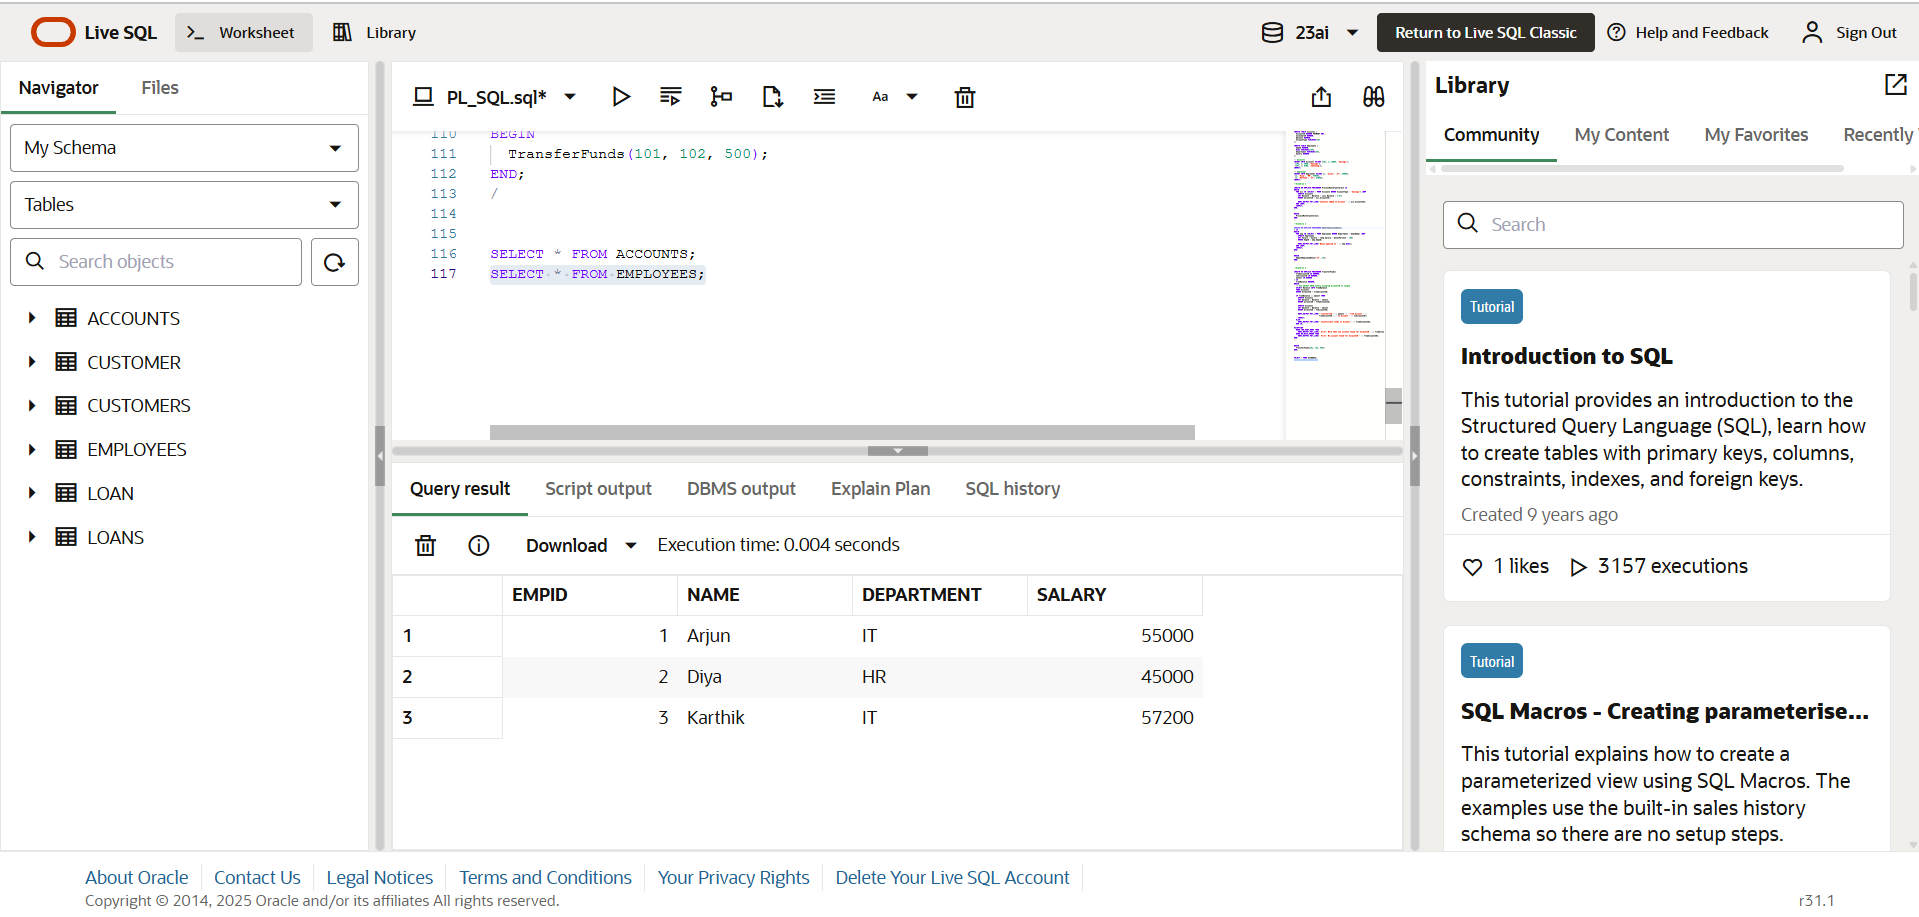 Live SQL
Worksheet
Library
23ai
Return to Live SQL Classic
Help and Feedback
Sign Out
Navigator
Files
My Schema
Tables
Search objects
ACCOUNTS
CUSTOMER
CUSTOMERS
EMPLOYEES
LOAN
LOANS
PL_SQL.sql*
Aa
110 BEGIN
111 TransferFunds(101, 102, 500);
112 END;
113 /
114
115
116 SELECT * FROM ACCOUNTS;
117 SELECT * FROM EMPLOYEES;
Query result
Script output
DBMS output
Explain Plan
SQL history
Download
Execution time: 0.004 seconds
EMPID NAME DEPARTMENT SALARY
1 1 Arjun IT 55000
2 2 Diya HR 45000
3 3 Karthik IT 57200
Library
Community
My Content
My Favorites
Recently
Search
Tutorial
Introduction to SQL
This tutorial provides an introduction to the
Structured Query Language (SQL), learn how
to create tables with primary keys, columns,
constraints, indexes, and foreign keys.
Created 9 years ago
1 likes
3157 executions
Tutorial
SQL Macros - Creating parameterise...
This tutorial explains how to create a
parameterized view using SQL Macros. The
examples use the built-in sales history
schema so there are no setup steps.
About Oracle
Contact Us
Legal Notices
Terms and Conditions
Your Privacy Rights
Delete Your Live SQL Account
Copyright © 2014, 2025 Oracle and/or its affiliates All rights reserved.
r31.1